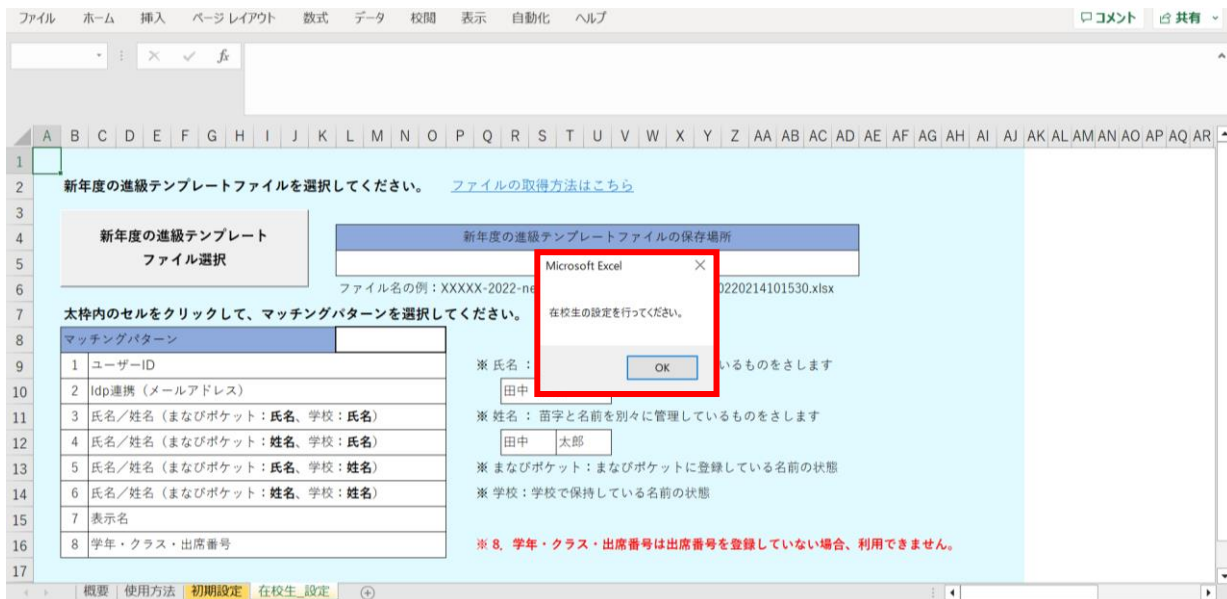 ファイル ホーム 挿入 ページ レイアウト 数式 データ 校閲 表示 自動化 ヘルプ コメント 共有
fx
A B C D E F G H I J K L M N O P Q R S T U V W X Y Z AA AB AC AD AE AF AG AH AI AJ AK AL AM AN AO AP AQ AR
1
2 新年度の進級テンプレートファイルを選択してください。 ファイルの取得方法はこちら
3
4 新年度の進級テンプレート 新年度の進級テンプレートファイルの保存場所
5 ファイル選択
Microsoft Excel
6 ファイル名の例：XXXXX-2022-ne 0220214101530.xlsx
在校生の設定を行ってください。
7 太枠内のセルをクリックして、マッチングパターンを選択してください。
8 マッチングパターン
9 1 ユーザーID ※ 氏名： いるものをさします
OK
10 2 Idp連携（メールアドレス） 田中
11 3 氏名／姓名（まなびポケット：氏名、学校：氏名） ※ 姓名 ： 苗字と名前を別々に管理しているものをさします
12 4 氏名／姓名（まなびポケット：姓名、学校：氏名） 田中 太郎
13 5 氏名／姓名（まなびポケット：氏名、学校：姓名） ※ まなびポケット：まなびポケットに登録している名前の状態
14 6 氏名／姓名（まなびポケット：姓名、学校：姓名） ※ 学校：学校で保持している名前の状態
15 7 表示名
16 8 学年・クラス・出席番号 ※ 8．学年・クラス・出席番号は出席番号を登録していない場合、利用できません。
17
概要 使用方法 初期設定 在校生_設定